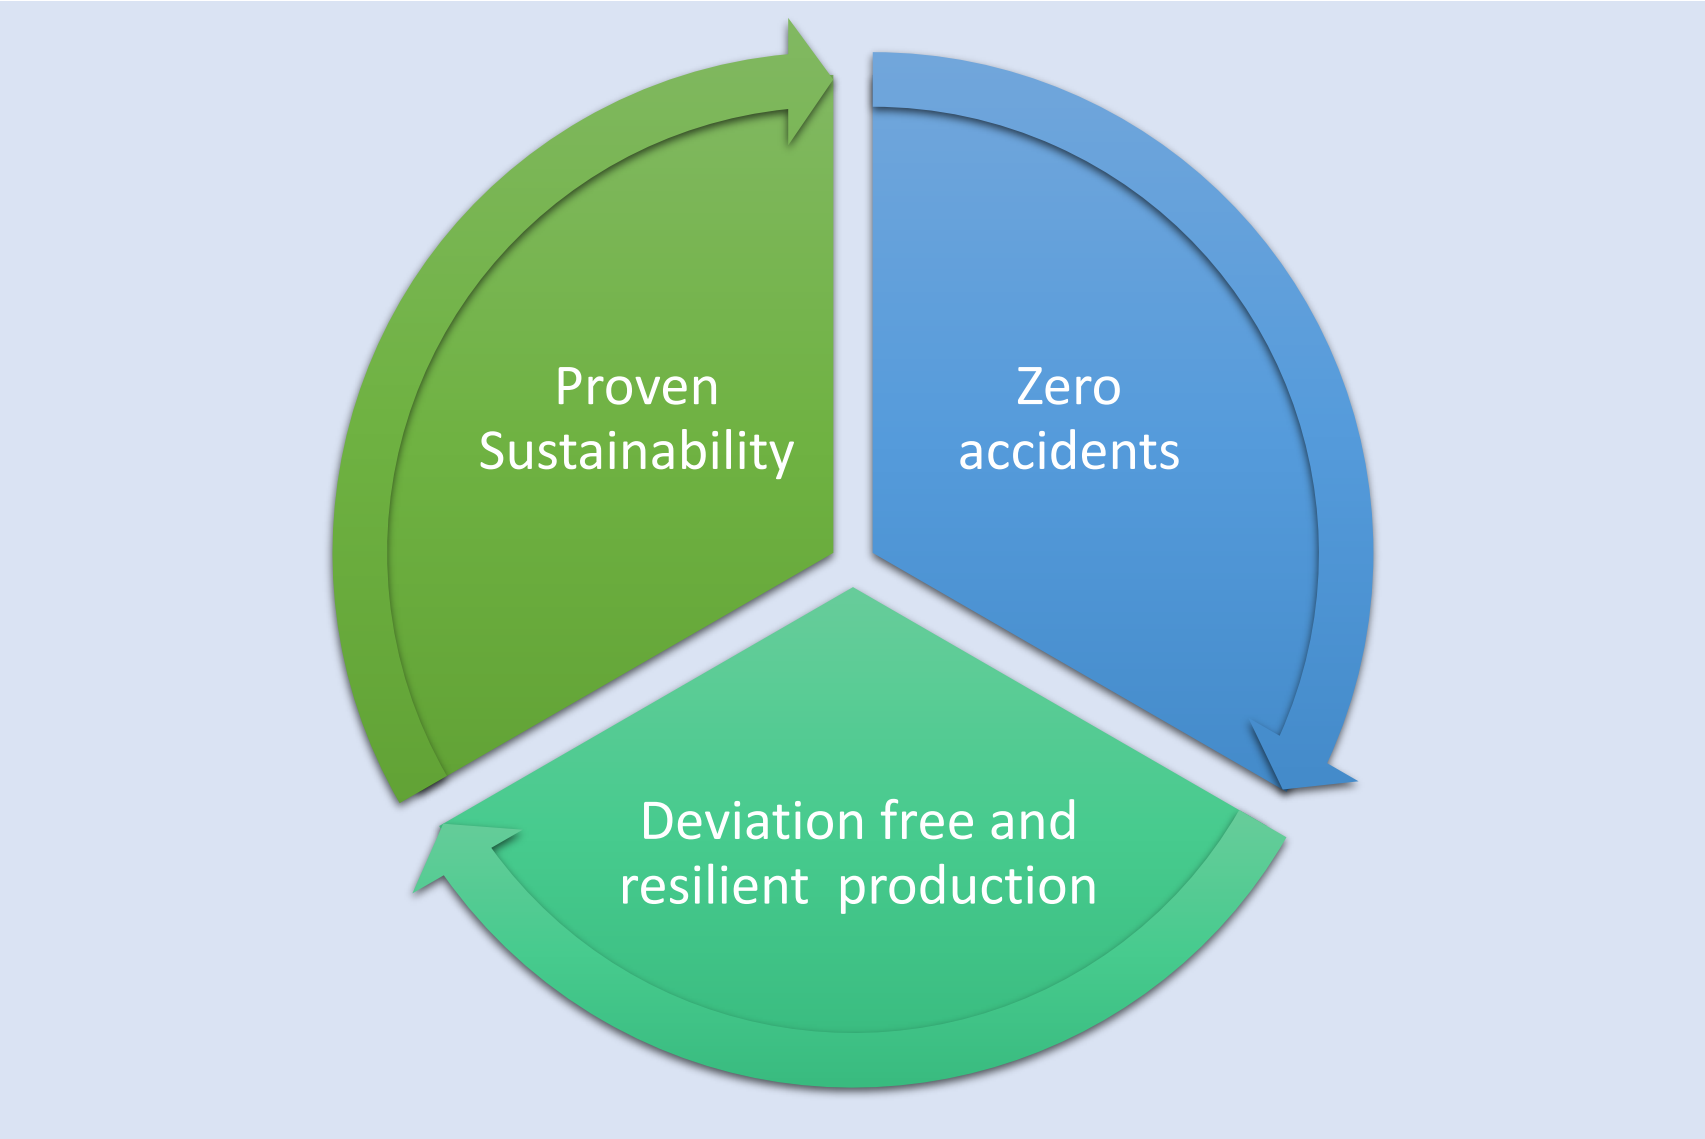 Proven
Sustainability
Zero
accidents
Deviation free and
resilient  production